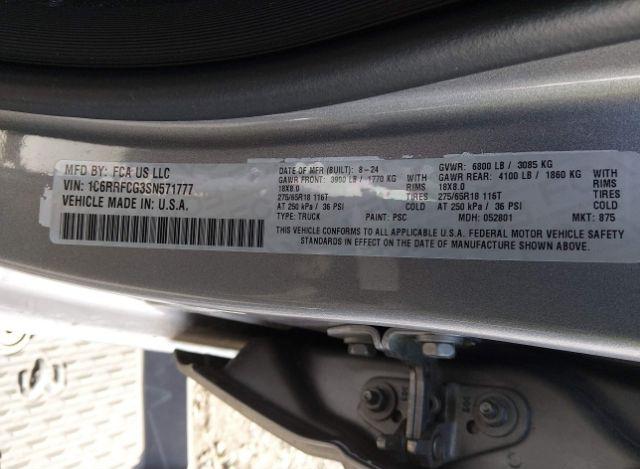 MFD BY: FCA US LLC
VIN: 1C6RRFCG3SN571777
VEHICLE MADE IN: U.S.A.
DATE OF MFR (BUILT): 8-24 GVWR: 6800 LB / 3085 KG
GAWR FRONT: 3900 LB / 1770 KG WITH GAWR REAR: 4100 LB / 1860 KG WITH
18X8.0 RIMS 18X8.0 RIMS
275/65R18 116T TIRES 275/65R18 116T TIRES
AT 250 kPa / 36 PSI COLD AT 250 kPa / 36 PSI COLD
TYPE: TRUCK PAINT: PSC MDH: 052801 MKT: 875
THIS VEHICLE CONFORMS TO ALL APPLICABLE U.S.A. FEDERAL MOTOR VEHICLE SAFETY
STANDARDS IN EFFECT ON THE DATE OF MANUFACTURE SHOWN ABOVE.